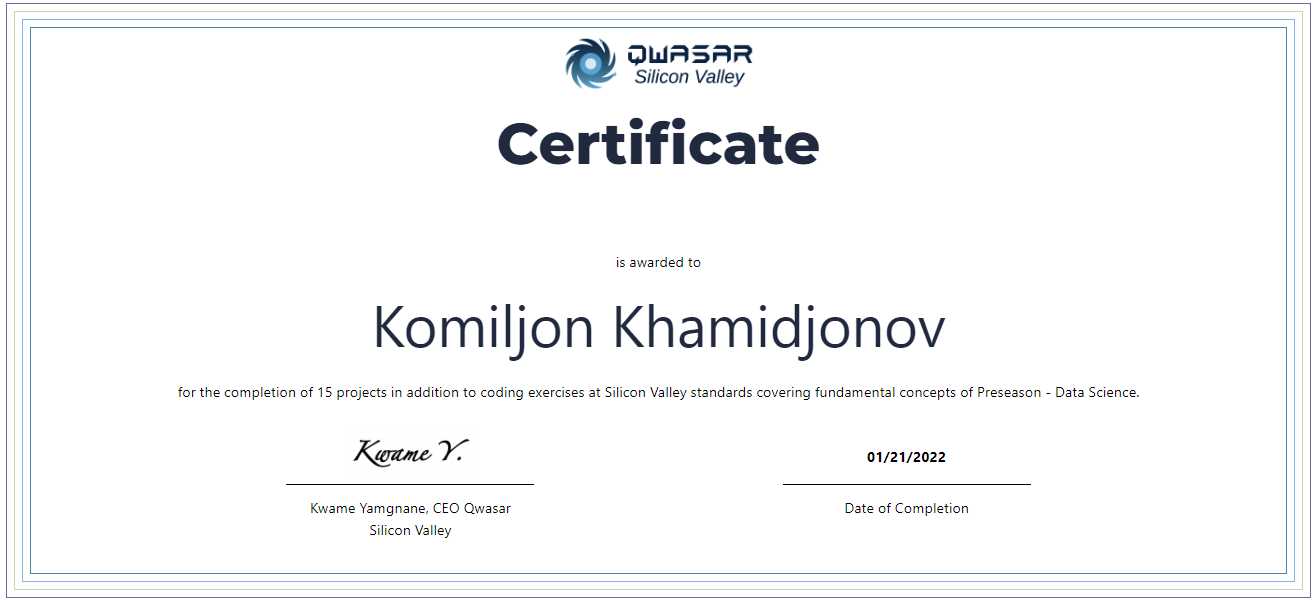 QWASAR
Silicon Valley
Certificate
is awarded to
Komiljon Khamidjonov
for the completion of 15 projects in addition to coding exercises at Silicon Valley standards covering fundamental concepts of Preseason - Data Science.
Kwame Y.
01/21/2022
Kwame Yamgnane, CEO Qwasar
Silicon Valley
Date of Completion